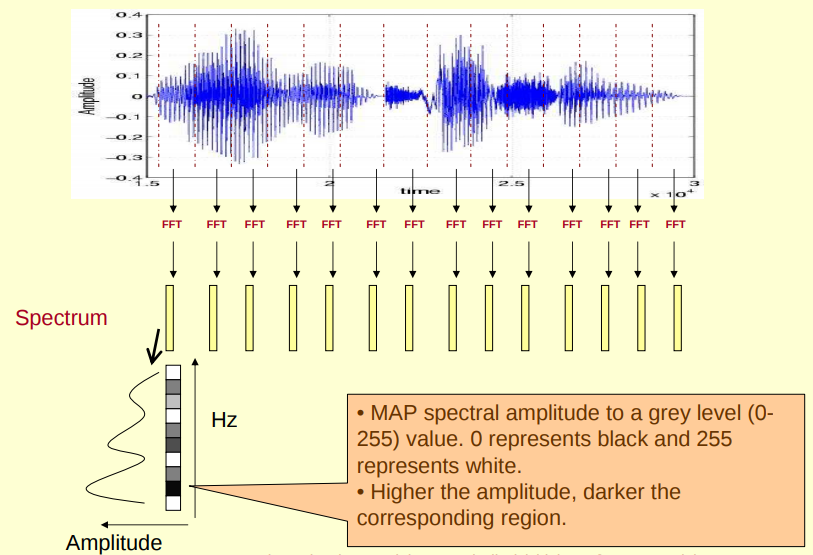 0.4
0.3
0.2
0.1
0
-0.1
-0.2
-0.3
-0.4
Amplitude
1.5 2 2.5 3
time
x 10⁴
FFT FFT FFT FFT FFT FFT FFT FFT FFT FFT FFT FFT FFT FFT
Spectrum
Hz
Amplitude
• MAP spectral amplitude to a grey level (0-
255) value. 0 represents black and 255
represents white.
• Higher the amplitude, darker the
corresponding region.